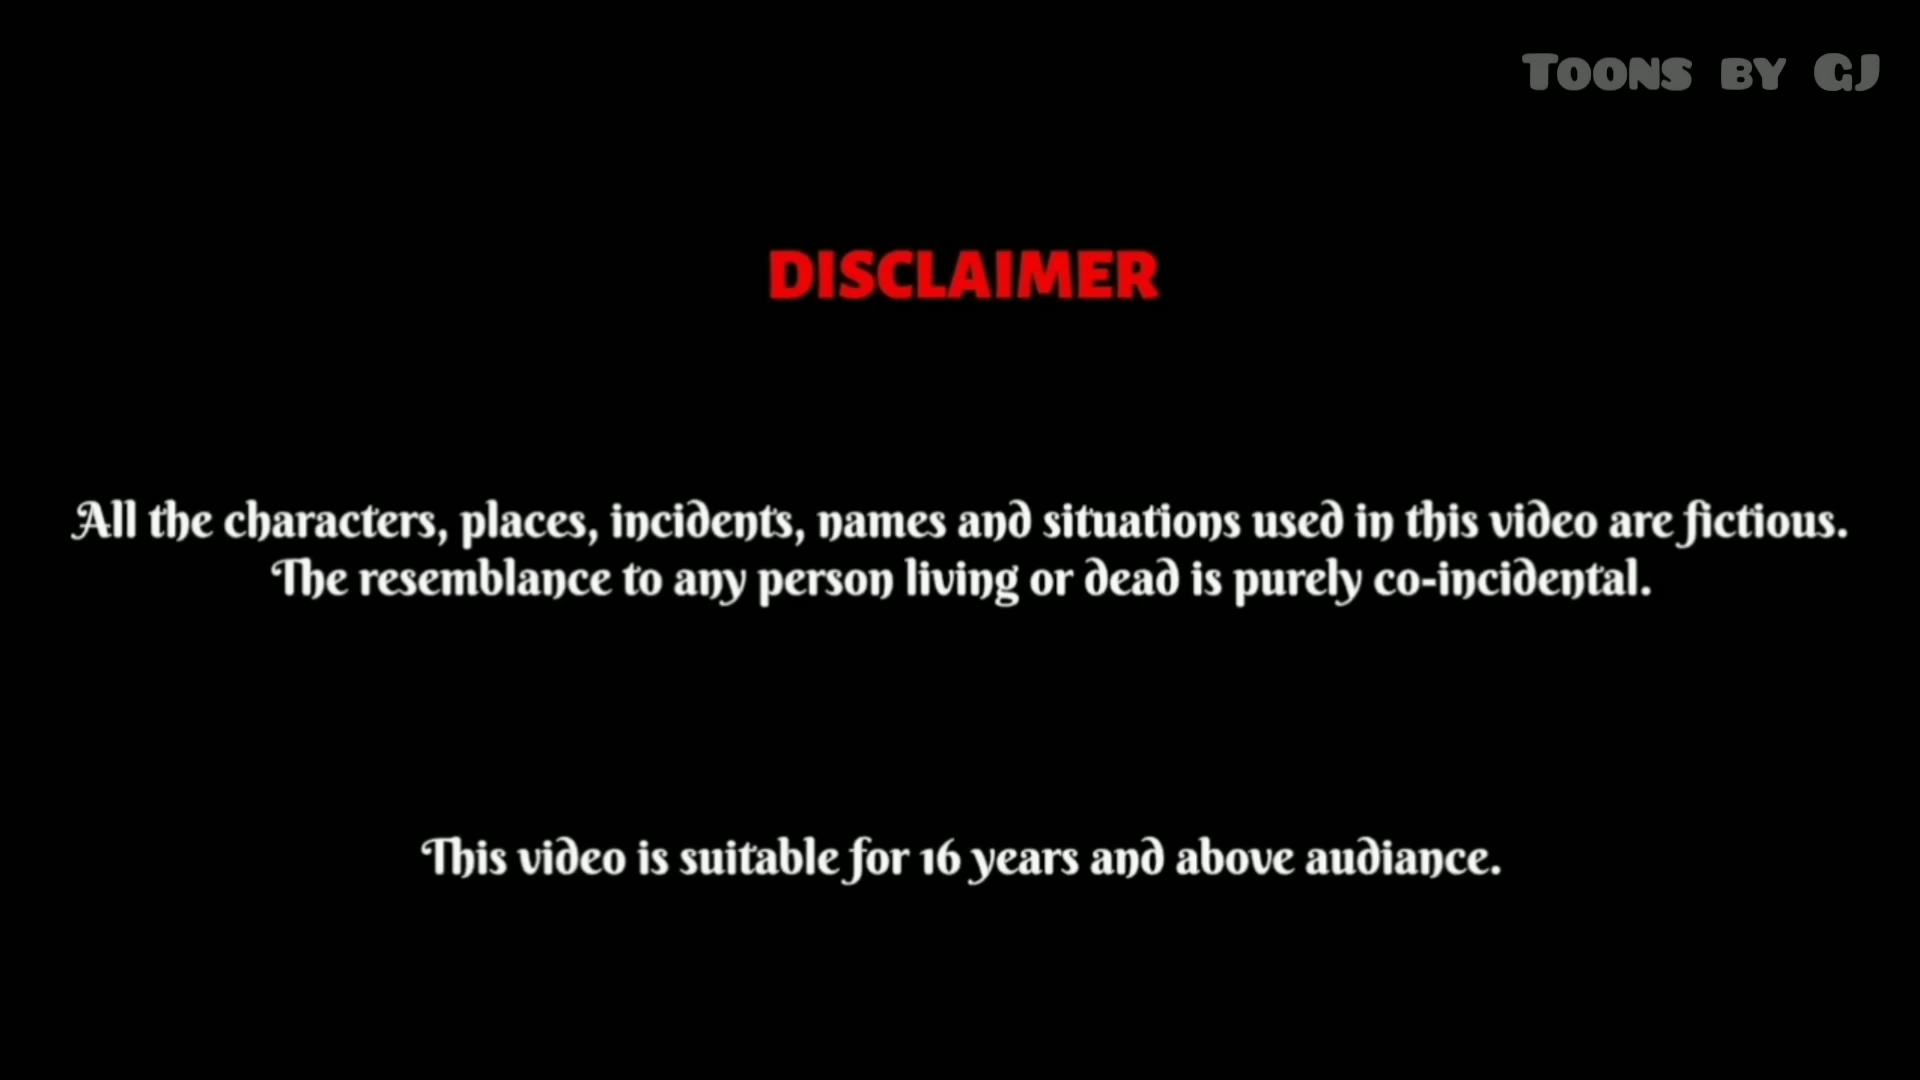 Toons by GJ
DISCLAIMER
All the characters, places, incidents, names and situations used in this video are fictious.
The resemblance to any person living or dead is purely co-incidental.
This video is suitable for 16 years and above audiance.